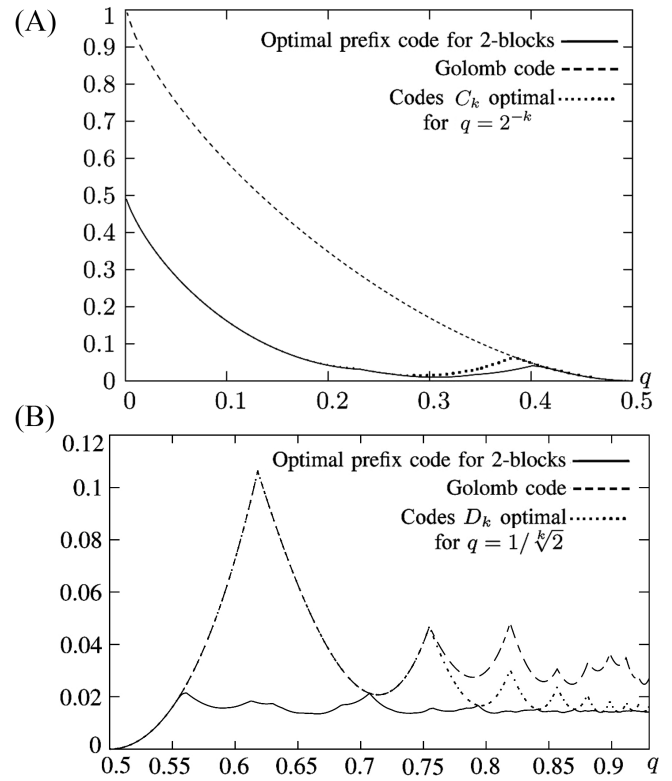 (A)
1
0.9
0.8
0.7
0.6
0.5
0.4
0.3
0.2
0.1
0
Optimal prefix code for 2-blocks
Golomb code
Codes C_k optimal
for q = 2^{-k}
0 0.1 0.2 0.3 0.4 0.5
q
(B)
0.12
0.1
0.08
0.06
0.04
0.02
0
Optimal prefix code for 2-blocks
Golomb code
Codes D_k optimal
for q = 1/\sqrt[k]{2}
0.5 0.55 0.6 0.65 0.7 0.75 0.8 0.85 0.9 q